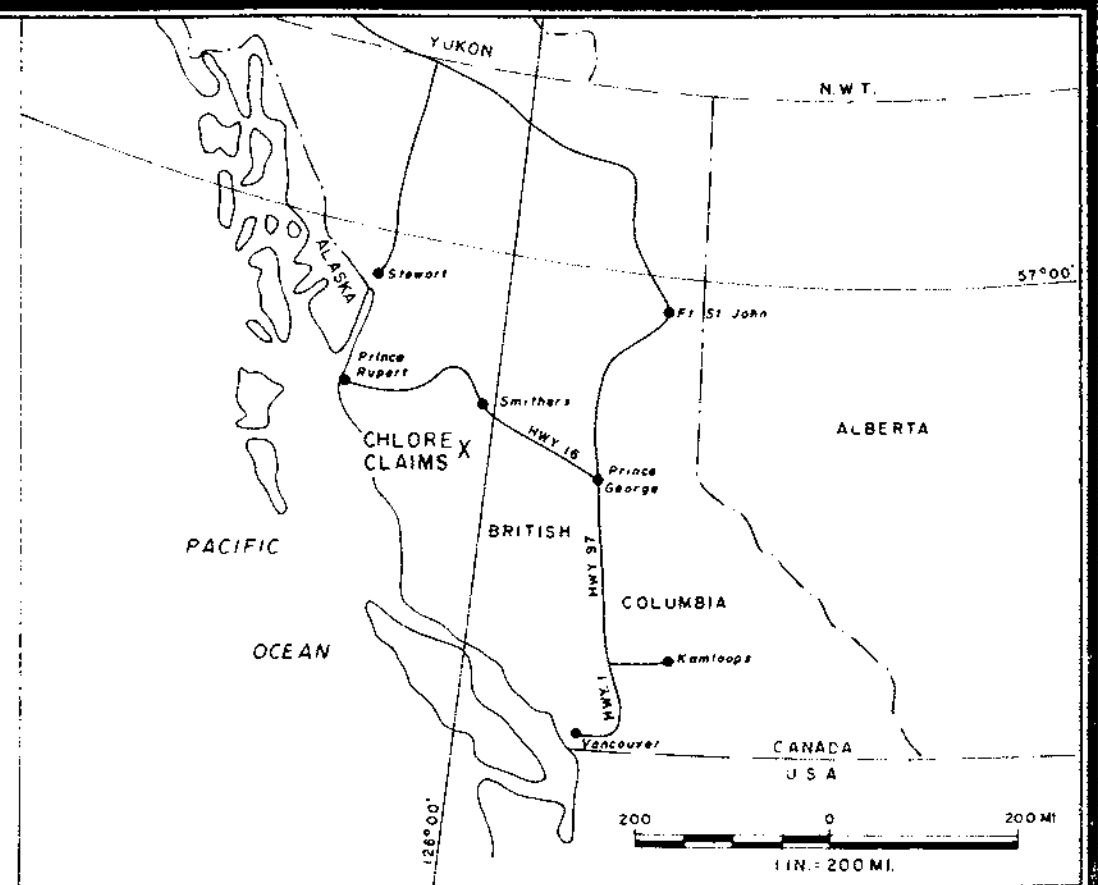 YUKON
N.W.T.
ALASKA
Stewart
57°00'
Ft St John
Prince
Rupert
Smithers
ALBERTA
CHLORE X
CLAIMS
HWY 16
Prince
George
PACIFIC
BRITISH
HWY 97
COLUMBIA
OCEAN
Kamloops
HWY. 1
Vancouver
CANADA
U S A
126°00'
200 0 200 MI
1 IN. = 200 MI.